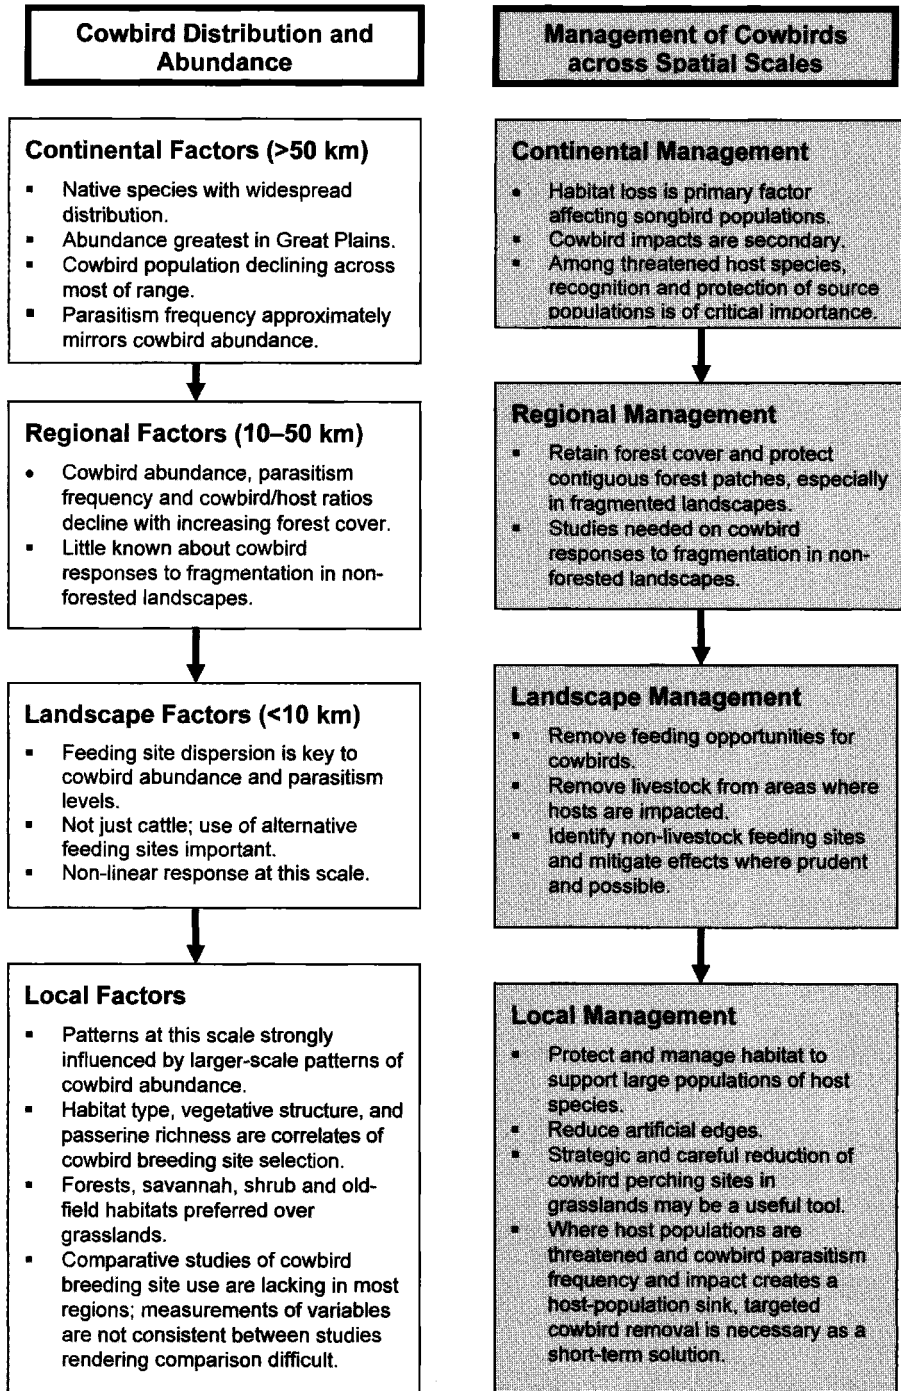 Cowbird Distribution and
Abundance
Continental Factors (>50 km)
▪ Native species with widespread
distribution.
▪ Abundance greatest in Great Plains.
▪ Cowbird population declining across
most of range.
▪ Parasitism frequency approximately
mirrors cowbird abundance.
Regional Factors (10–50 km)
• Cowbird abundance, parasitism
frequency and cowbird/host ratios
decline with increasing forest cover.
▪ Little known about cowbird
responses to fragmentation in non-
forested landscapes.
Landscape Factors (<10 km)
▪ Feeding site dispersion is key to
cowbird abundance and parasitism
levels.
▪ Not just cattle; use of alternative
feeding sites important.
▪ Non-linear response at this scale.
Local Factors
▪ Patterns at this scale strongly
influenced by larger-scale patterns of
cowbird abundance.
▪ Habitat type, vegetative structure, and
passerine richness are correlates of
cowbird breeding site selection.
▪ Forests, savannah, shrub and old-
field habitats preferred over
grasslands.
▪ Comparative studies of cowbird
breeding site use are lacking in most
regions; measurements of variables
are not consistent between studies
rendering comparison difficult.
Management of Cowbirds
across Spatial Scales
Continental Management
• Habitat loss is primary factor
affecting songbird populations.
▪ Cowbird impacts are secondary.
▪ Among threatened host species,
recognition and protection of source
populations is of critical importance.
Regional Management
▪ Retain forest cover and protect
contiguous forest patches, especially
in fragmented landscapes.
▪ Studies needed on cowbird
responses to fragmentation in non-
forested landscapes.
Landscape Management
▪ Remove feeding opportunities for
cowbirds.
▪ Remove livestock from areas where
hosts are impacted.
▪ Identify non-livestock feeding sites
and mitigate effects where prudent
and possible.
Local Management
▪ Protect and manage habitat to
support large populations of host
species.
▪ Reduce artificial edges.
▪ Strategic and careful reduction of
cowbird perching sites in
grasslands may be a useful tool.
▪ Where host populations are
threatened and cowbird parasitism
frequency and impact creates a
host-population sink, targeted
cowbird removal is necessary as a
short-term solution.